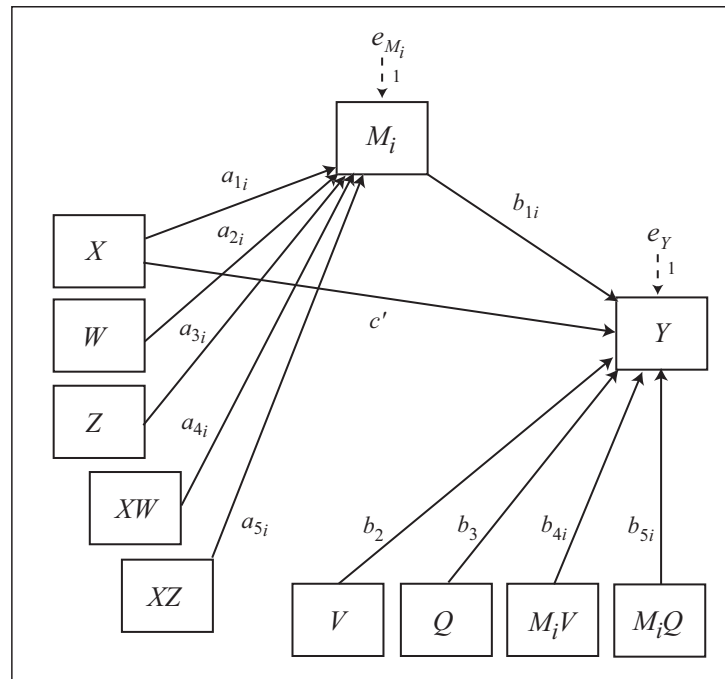 e_{M_i}
1
M_i
a_{1i}
b_{1i}
a_{2i}
e_Y
X
1
c'
W
a_{3i}
Y
Z
a_{4i}
XW
a_{5i}
b_2
b_3
b_{4i}
b_{5i}
XZ
V
Q
M_iV
M_iQ